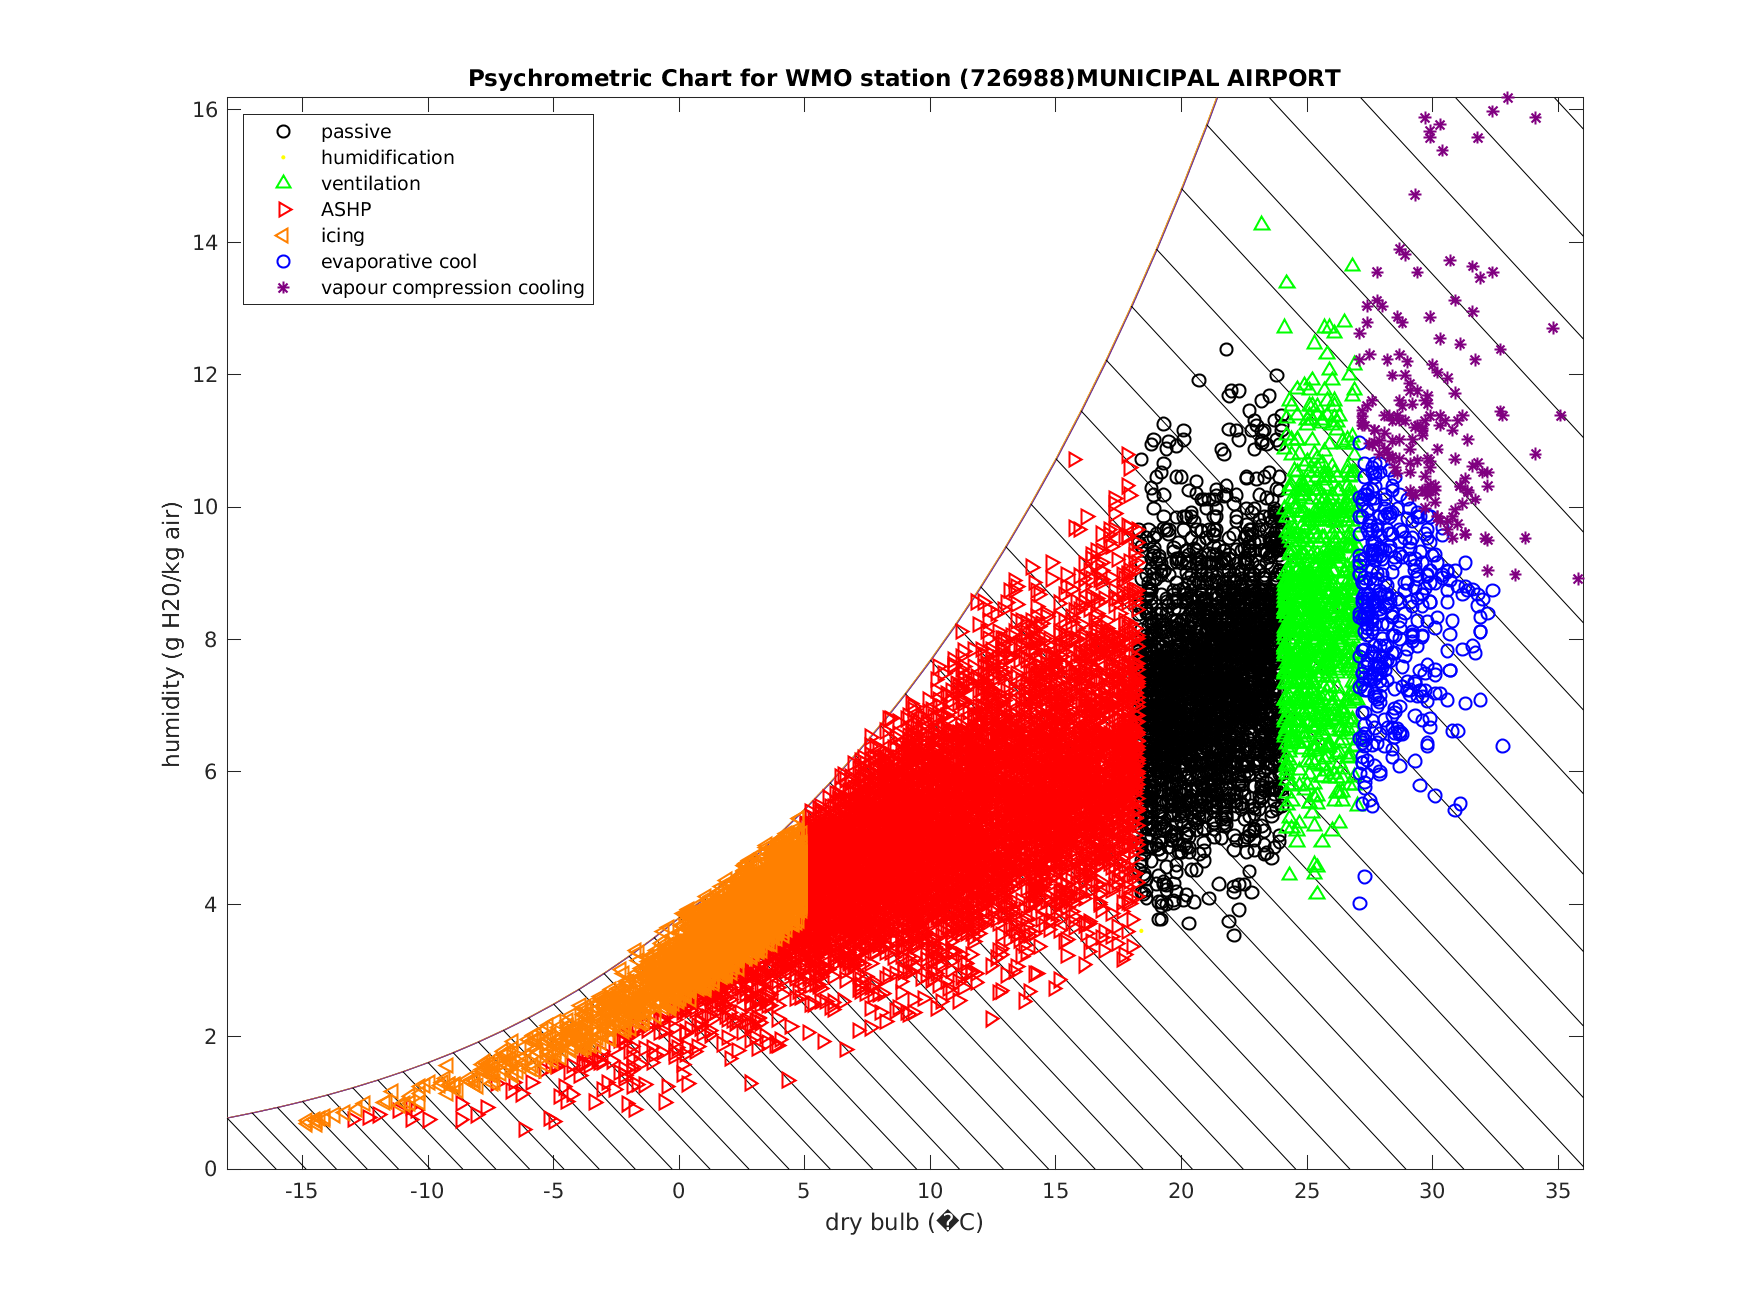 Psychrometric Chart for WMO station (726988)MUNICIPAL AIRPORT
passive
humidification
ventilation
ASHP
icing
evaporative cool
vapour compression cooling
humidity (g H20/kg air)
16
14
12
10
8
6
4
2
0
-15 -10 -5 0 5 10 15 20 25 30 35
dry bulb (�C)